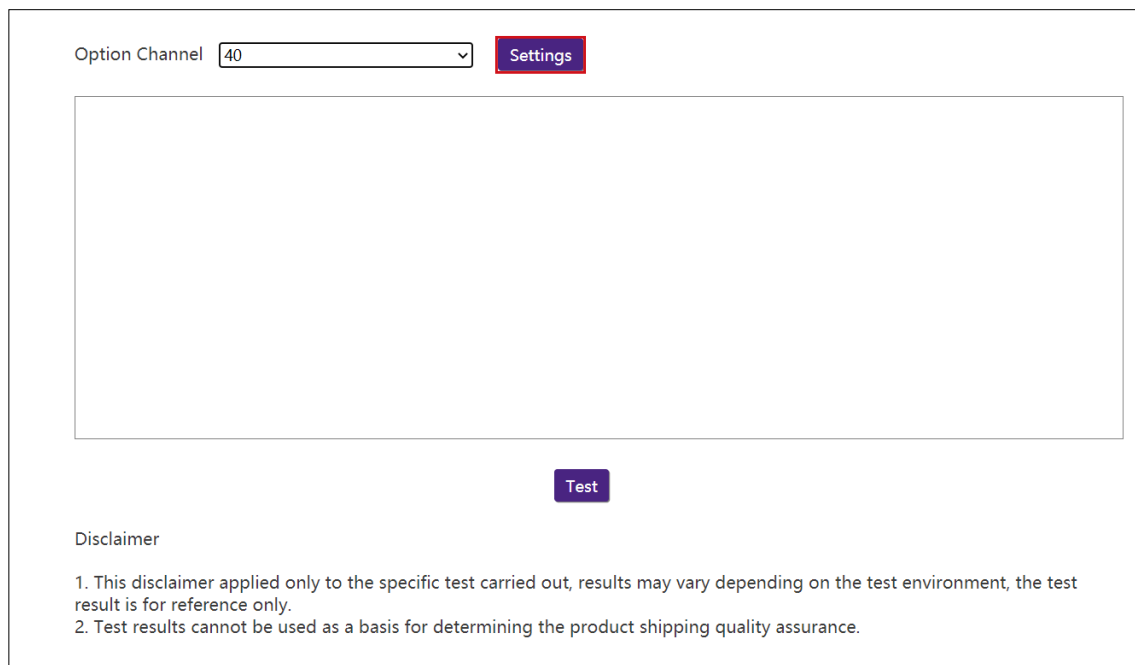 Option Channel 40 Settings
Test
Disclaimer
1. This disclaimer applied only to the specific test carried out, results may vary depending on the test environment, the test
result is for reference only.
2. Test results cannot be used as a basis for determining the product shipping quality assurance.